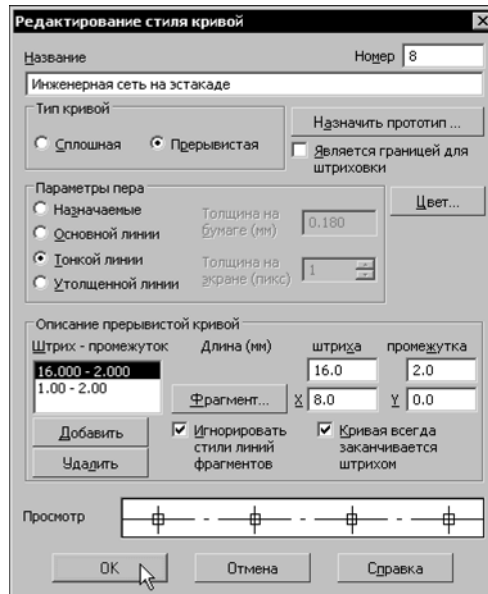 Редактирование стиля кривой
Название
Номер 8
Инженерная сеть на эстакаде
Тип кривой
Сплошная Прерывистая
Назначить прототип ...
Является границей для
штриховки
Параметры пера
Цвет...
Назначаемые
Основной линии
Тонкой линии
Утолщенной линии
Толщина на
бумаге (мм)
0.180
Толщина на
экране (пикс)
1
Описание прерывистой кривой
Штрих - промежуток Длина (мм) штриха промежутка
16.000 - 2.000
1.00 - 2.00
16.0 2.0
Фрагмент... X 8.0 Y 0.0
Добавить
Удалить
Игнорировать
стили линий
фрагментов
Кривая всегда
заканчивается
штрихом
Просмотр
OK Отмена Справка